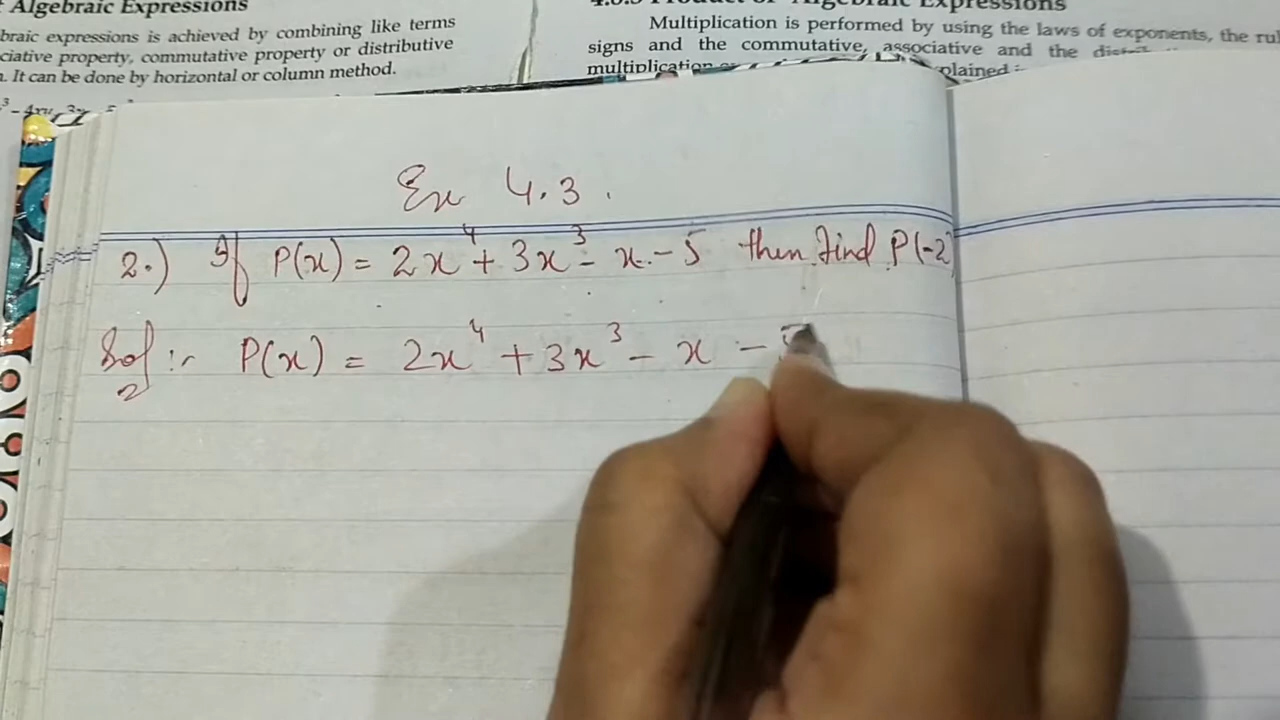 Algebraic Expressions
braic expressions is achieved by combining like terms
ciative property, commutative property or distributive
. It can be done by horizontal or column method.
Expressions
Multiplication is performed by using the laws of exponents, the rul
signs and the commutative, associative and the
multiplication
plained
Ex 4.3.
2.) If P(x) = 2x⁴ + 3x³ - x - 5 then find P(-2)
Sol:- P(x) = 2x⁴ + 3x³ - x -